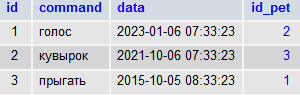 id command data id_pet
1 голос 2023-01-06 07:33:23 2
2 кувырок 2021-10-06 07:33:23 3
3 прыгать 2015-10-05 08:33:23 1